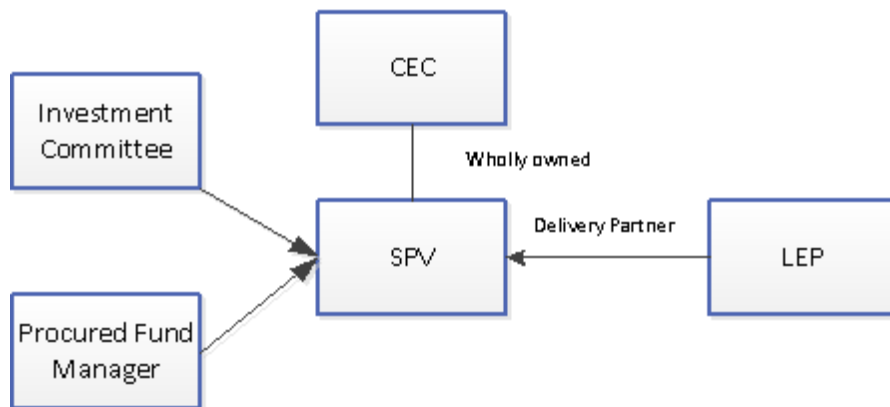 CEC
Investment
Committee
Wholly owned
SPV
Delivery Partner
LEP
Procured Fund
Manager